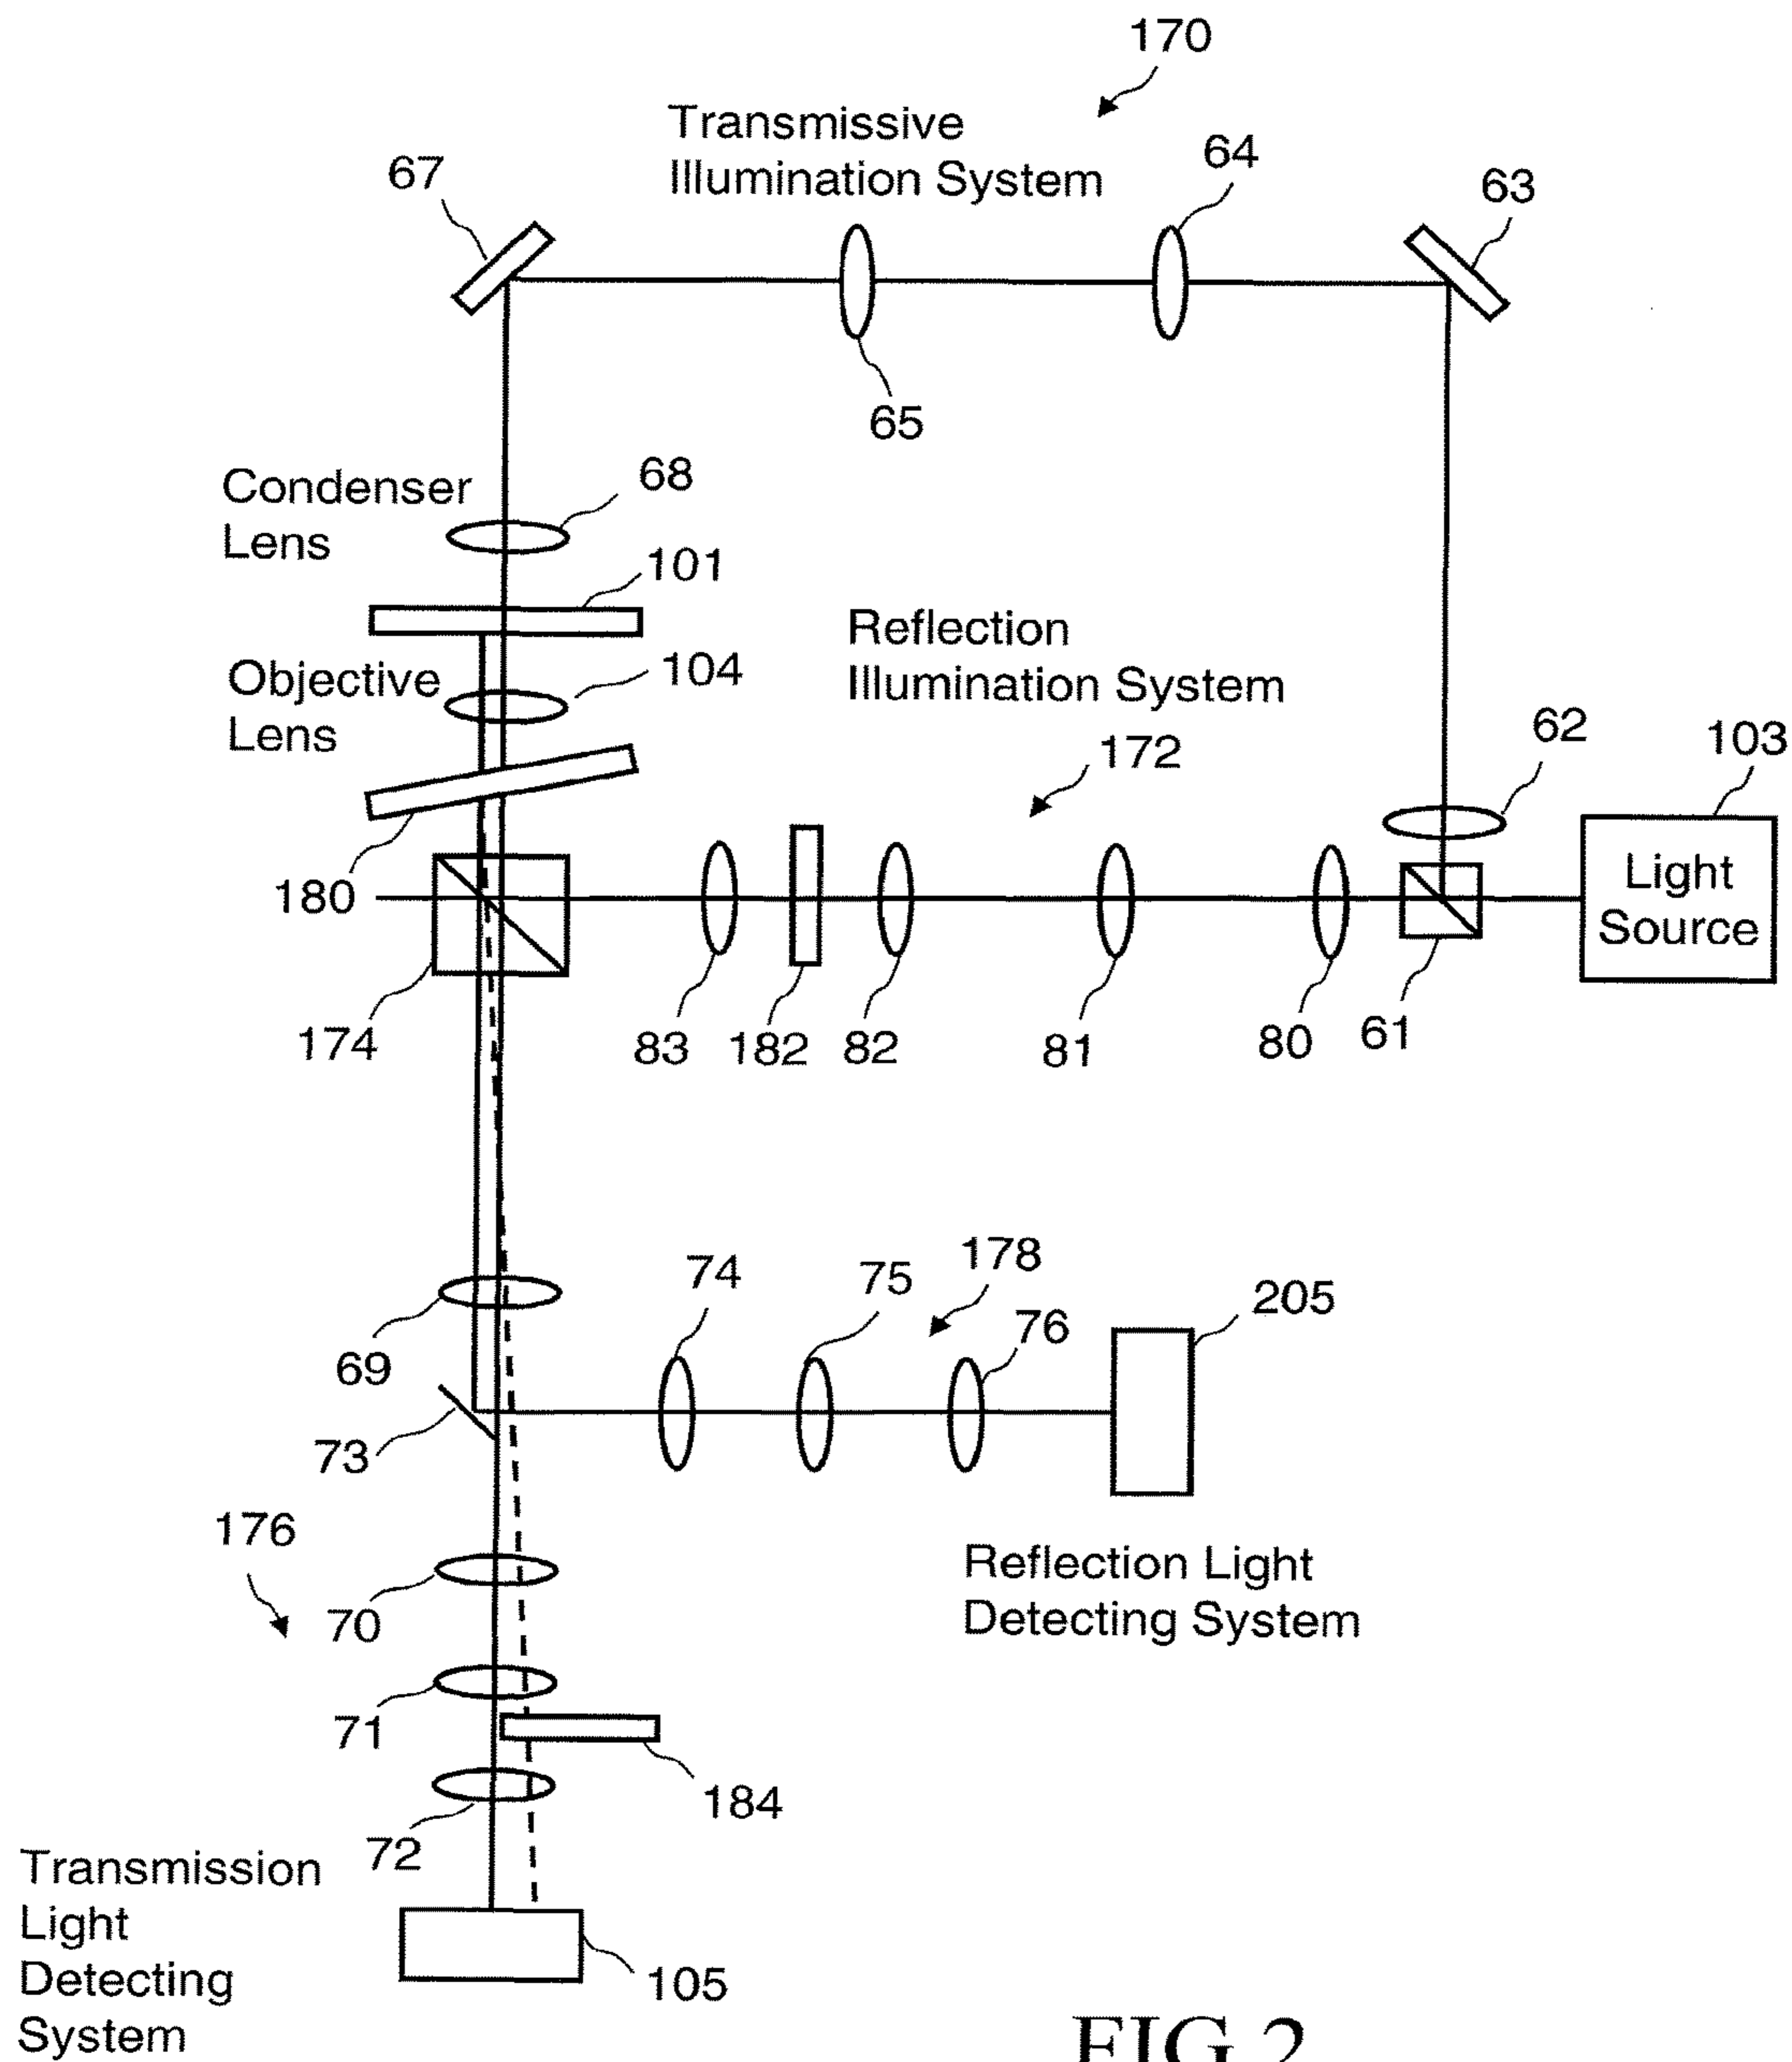 170
Transmissive
Illumination System
67
64
63
65
Condenser
Lens
68
101
Objective
Lens
104
Reflection
Illumination System
172
62
103
Light
Source
180
174
83
182
82
81
80
61
69
74
75
178
76
205
73
176
70
Reflection Light
Detecting System
71
184
72
Transmission
Light
Detecting
System
105
FIG.2